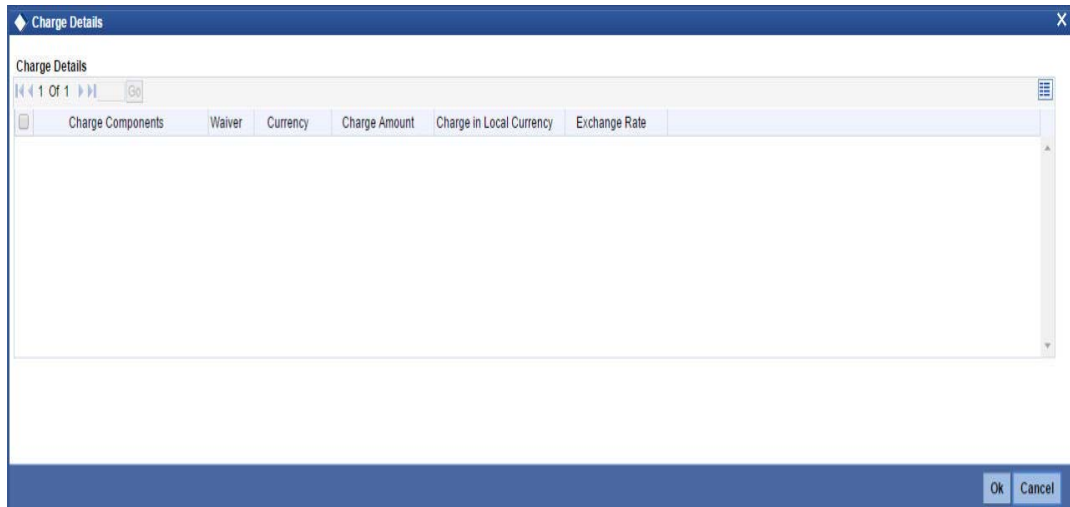 Charge Details X
Charge Details
1 Of 1 Go
Charge Components Waiver Currency Charge Amount Charge in Local Currency Exchange Rate
Ok Cancel